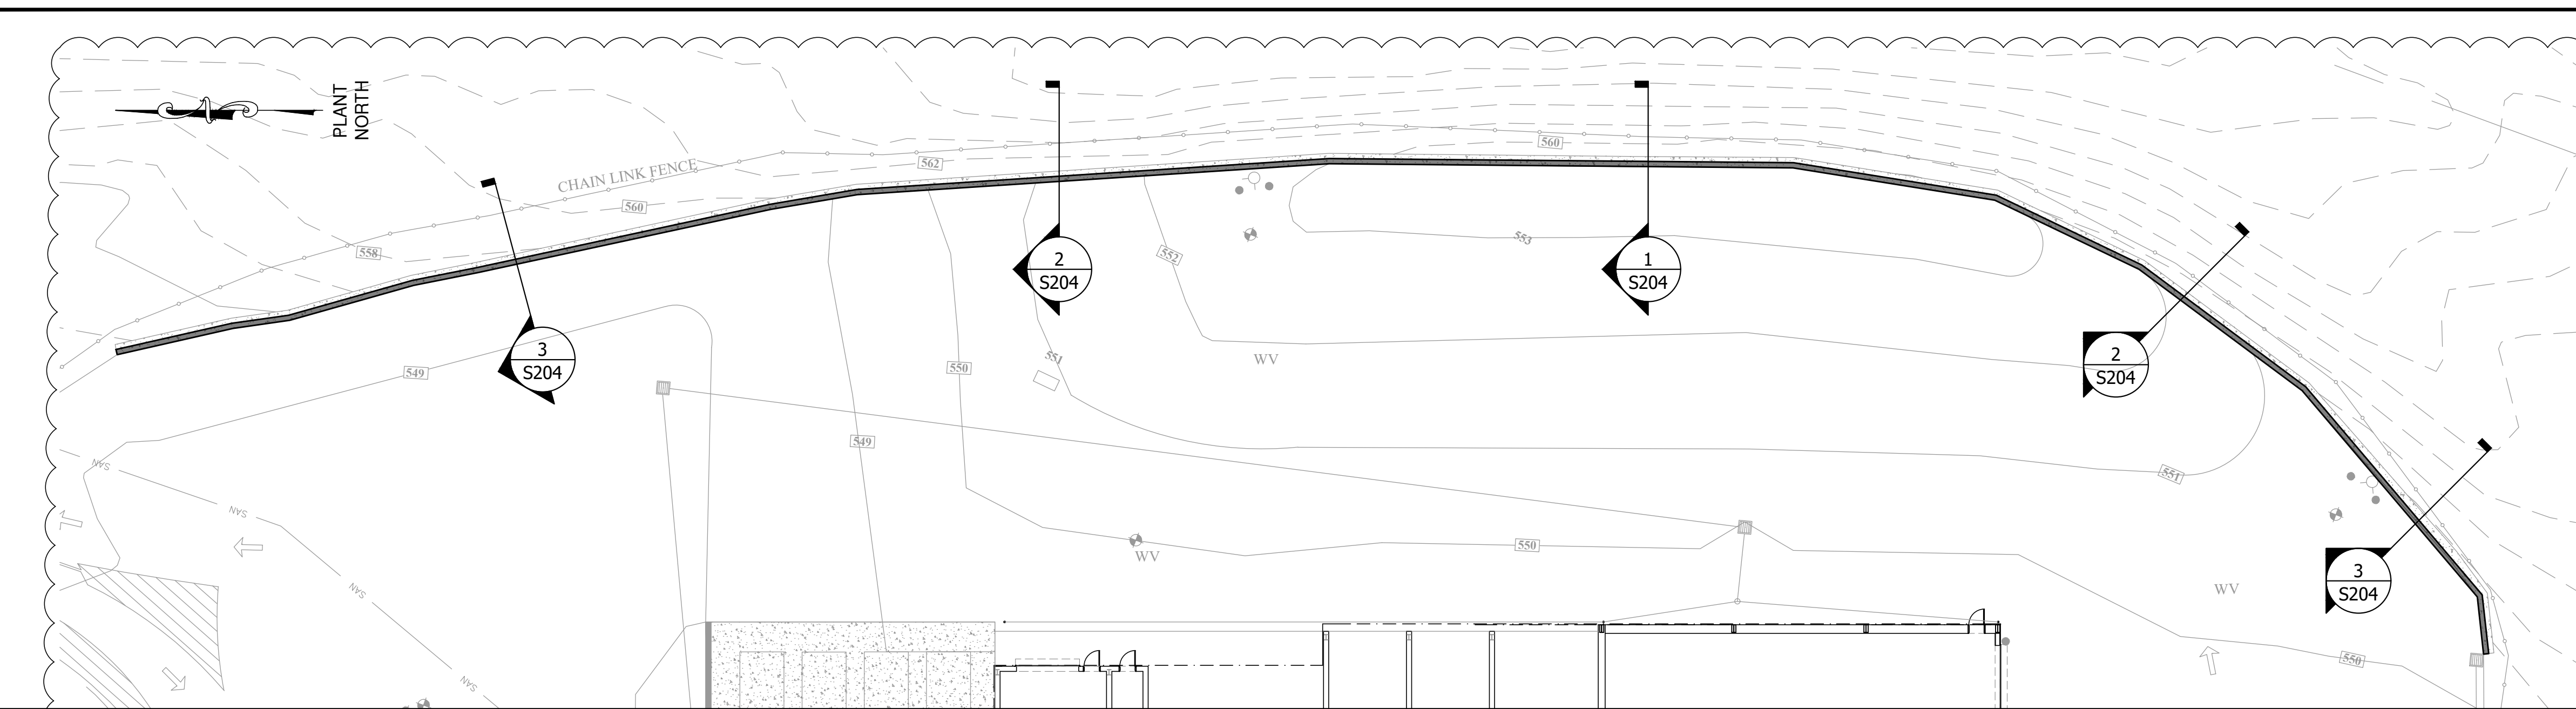 PLANT
NORTH
CHAIN LINK FENCE
562
560
560
558
553
552
2
S204
1
S204
3
S204
2
S204
3
S204
551
550
549
549
WV
551
550
WV
WV
550
SAN
SAN
SAN
SAN